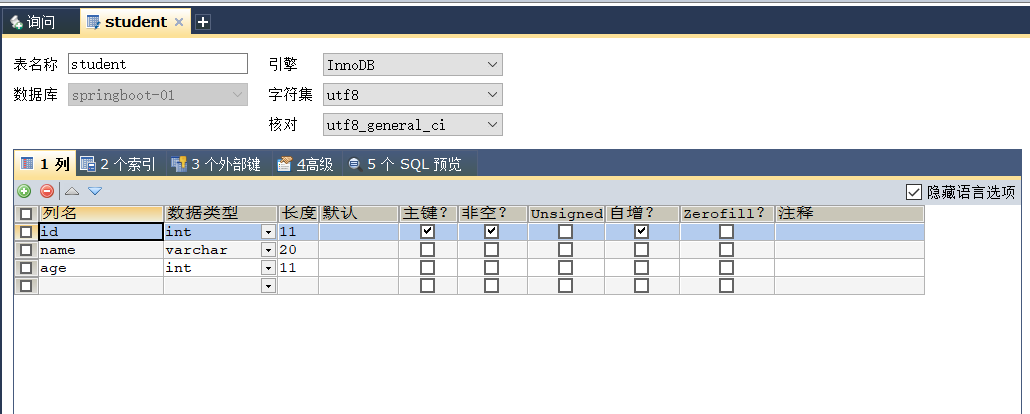 询问 student
表名称 student 引擎 InnoDB
数据库 springboot-01 字符集 utf8
核对 utf8_general_ci
1 列 2 个索引 3 个外部键 4高级 5 个 SQL 预览
隐藏语言选项
列名 数据类型 长度 默认 主键? 非空? Unsigned 自增? Zerofill? 注释
id int 11
name varchar 20
age int 11